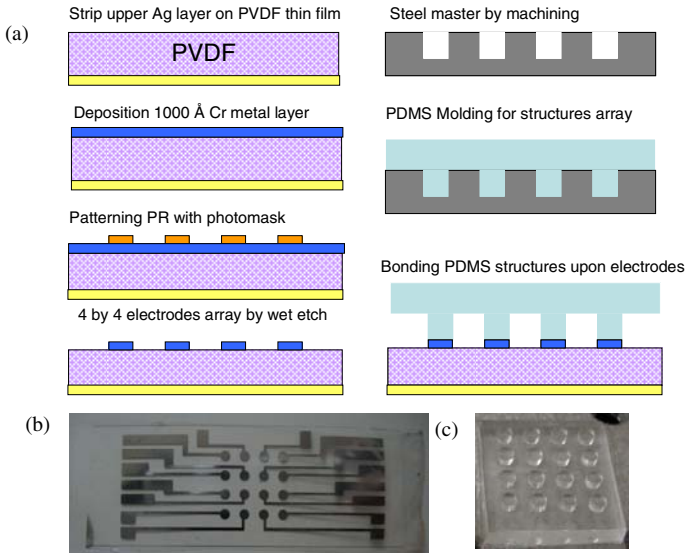 (a)
Strip upper Ag layer on PVDF thin film
PVDF
Deposition 1000 Å Cr metal layer
Patterning PR with photomask
4 by 4 electrodes array by wet etch
Steel master by machining
PDMS Molding for structures array
Bonding PDMS structures upon electrodes
(b)
(c)